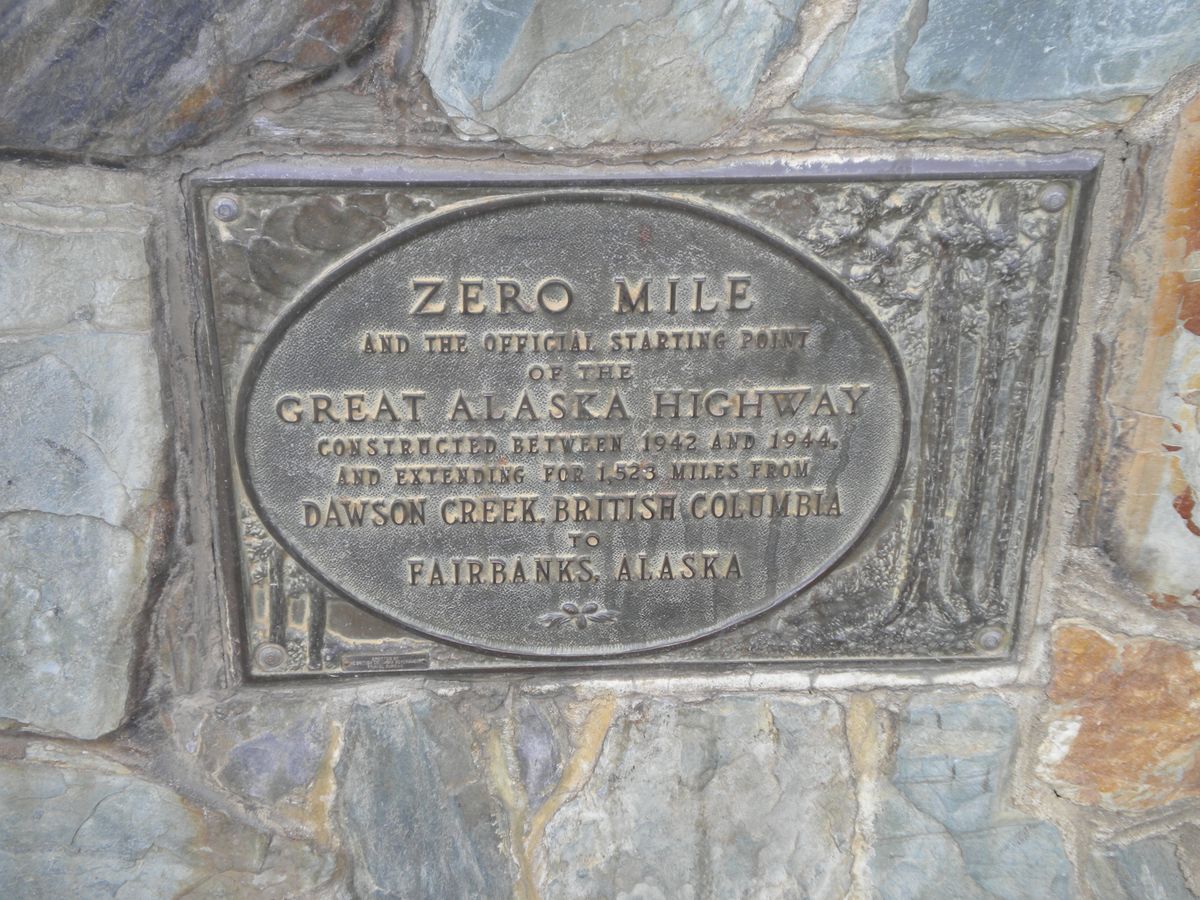 ZERO MILE
AND THE OFFICIAL STARTING POINT
OF THE
GREAT ALASKA HIGHWAY
CONSTRUCTED BETWEEN 1942 AND 1944,
AND EXTENDING FOR 1,523 MILES FROM
DAWSON CREEK, BRITISH COLUMBIA
TO
FAIRBANKS, ALASKA